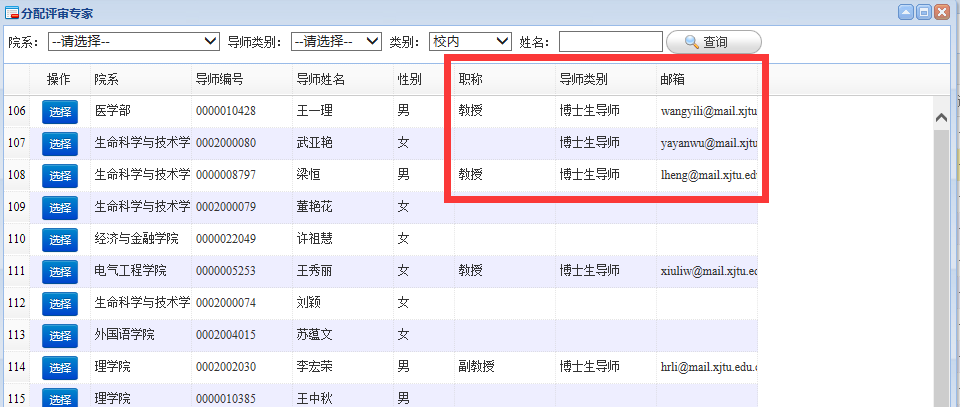 分配评审专家
院系： --请选择-- 导师类别： --请选择-- 类别： 校内 姓名： 查询
操作 院系 导师编号 导师姓名 性别 职称 导师类别 邮箱
106 选择 医学部 0000010428 王一理 男 教授 博士生导师 wangyili@mail.xjtu
107 选择 生命科学与技术学 0002000080 武亚艳 女 博士生导师 yayanwu@mail.xjtu
108 选择 生命科学与技术学 0000008797 梁恒 男 教授 博士生导师 lheng@mail.xjtu.edu
109 选择 生命科学与技术学 0002000079 董艳花 女
110 选择 经济与金融学院 0000022049 许祖慧 女
111 选择 电气工程学院 0000005253 王秀丽 女 教授 博士生导师 xiuliw@mail.xjtu.ed
112 选择 生命科学与技术学 0002000074 刘颖 女
113 选择 外国语学院 0002004015 苏蕴文 女
114 选择 理学院 0002002030 李宏荣 男 副教授 博士生导师 hrli@mail.xjtu.edu.c
115 选择 理学院 0000010385 王中秋 男